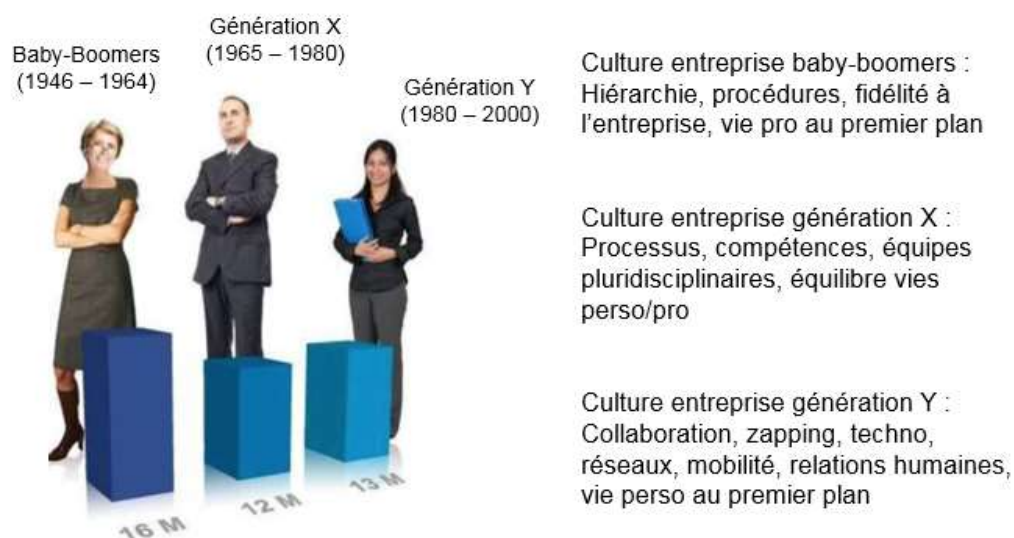 Baby-Boomers
(1946 – 1964)
Génération X
(1965 – 1980)
Génération Y
(1980 – 2000)
16 M
12 M
13 M
Culture entreprise baby-boomers :
Hiérarchie, procédures, fidélité à
l'entreprise, vie pro au premier plan
Culture entreprise génération X :
Processus, compétences, équipes
pluridisciplinaires, équilibre vies
perso/pro
Culture entreprise génération Y :
Collaboration, zapping, techno,
réseaux, mobilité, relations humaines,
vie perso au premier plan